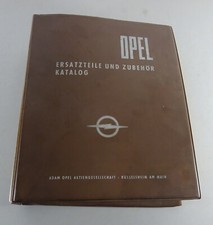 OPEL
ERSATZTEILE UND ZUBEHÖR
KATALOG
ADAM OPEL AKTIENGESELLSCHAFT · RÜSSELSHEIM AM MAIN